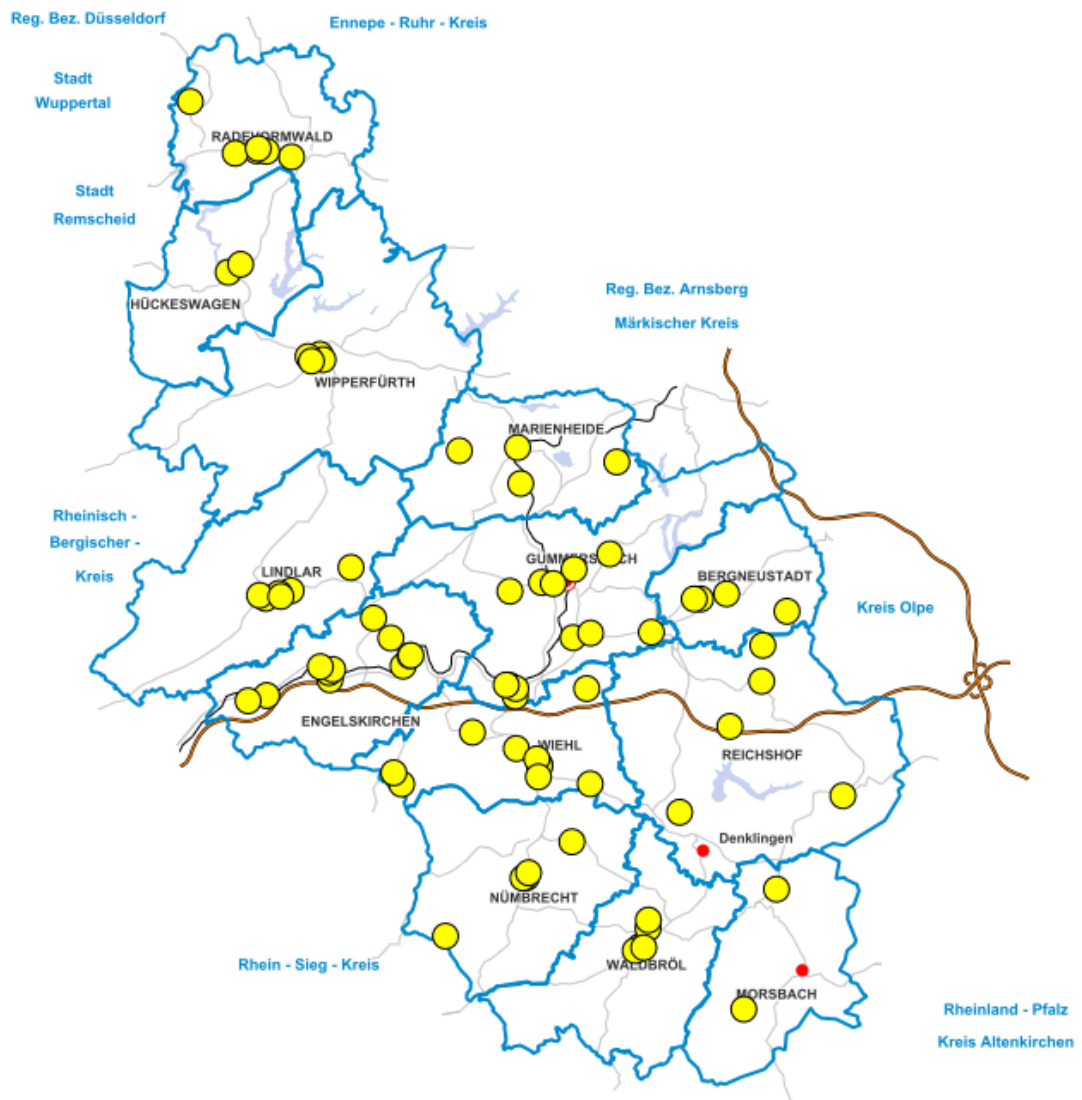 Reg. Bez. Düsseldorf
Ennepe - Ruhr - Kreis
Stadt
Wuppertal
RADEVORMWALD
Stadt
Remscheid
HÜCKESWAGEN
Reg. Bez. Arnsberg
Märkischer Kreis
WIPPERFÜRTH
MARIENHEIDE
Rheinisch -
Bergischer -
Kreis
LINDLAR
GUMMERSBACH
BERGNEUSTADT
Kreis Olpe
ENGELSKIRCHEN
WIEHL
REICHSHOF
Denklingen
NÜMBRECHT
Rhein - Sieg - Kreis
WALDBRÖL
MORSBACH
Rheinland - Pfalz
Kreis Altenkirchen